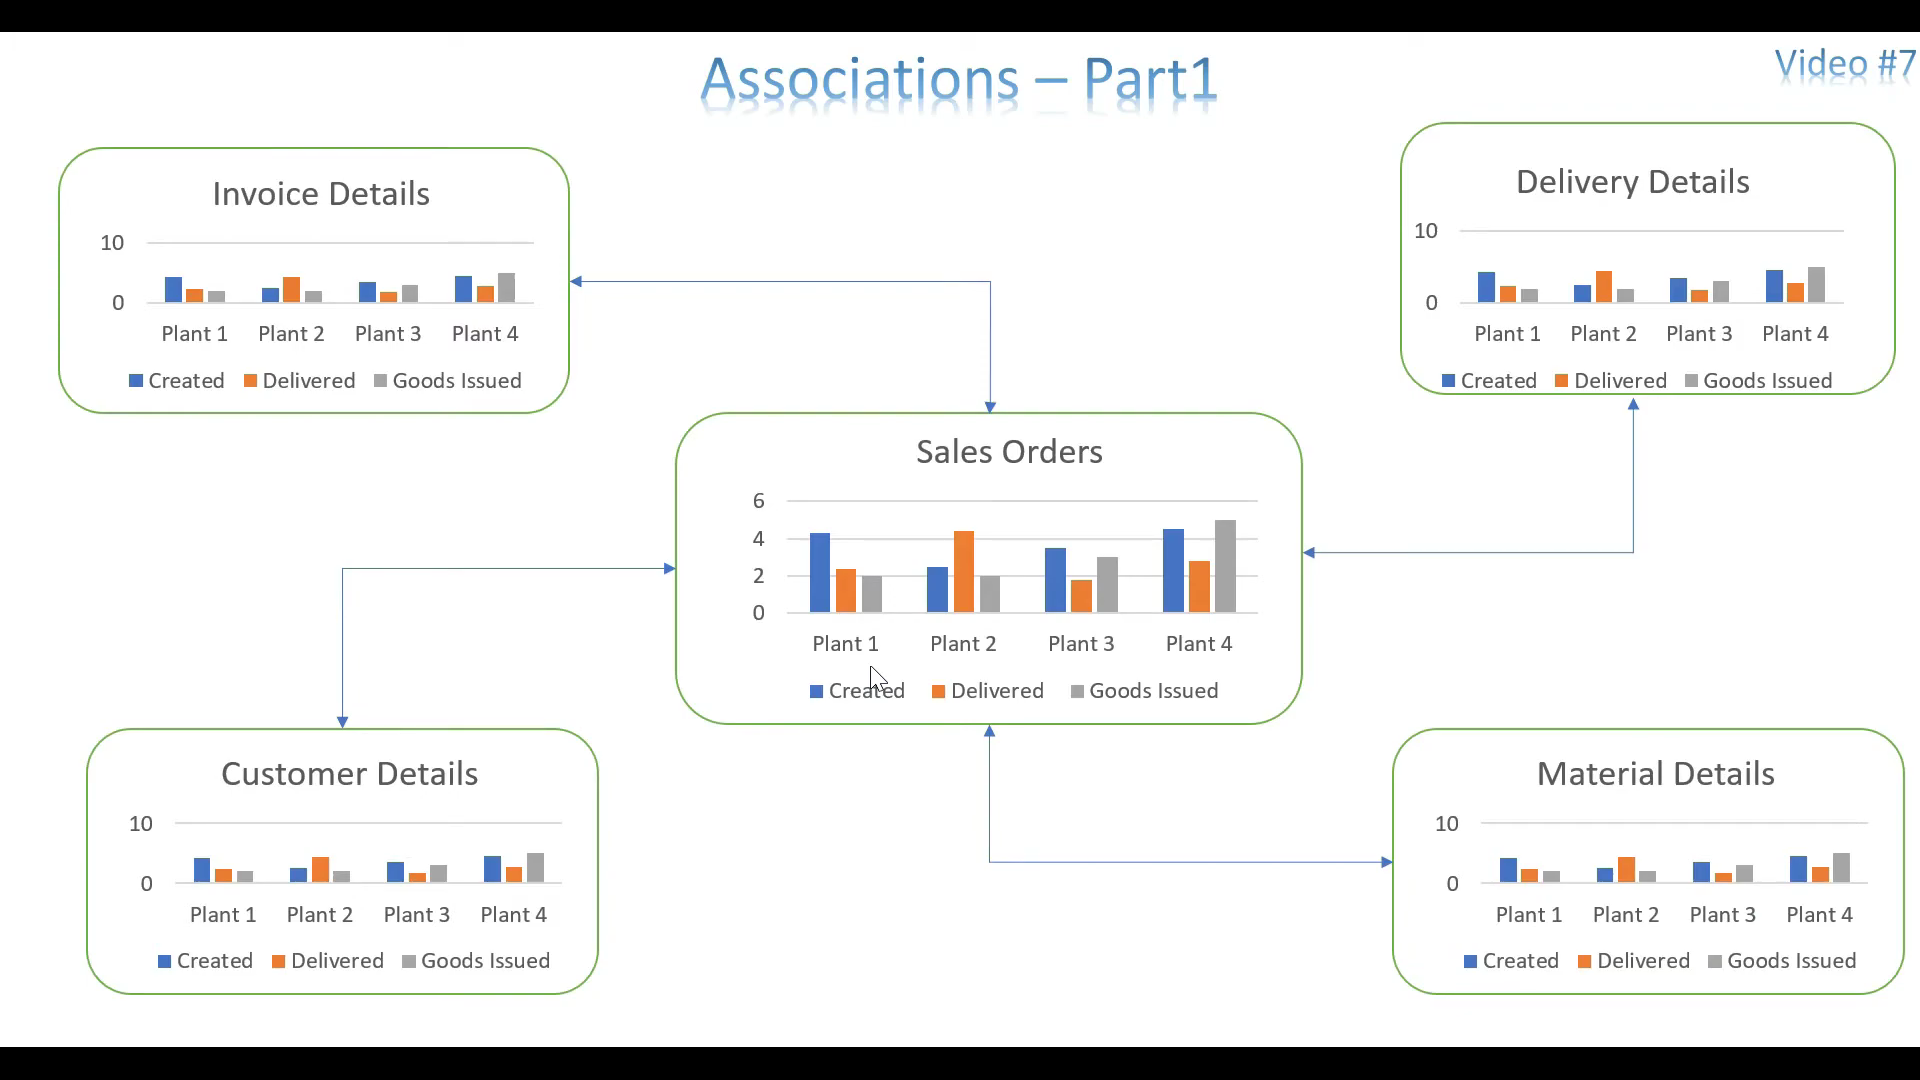 Associations – Part1
Video #7
Invoice Details
10
0
Plant 1 Plant 2 Plant 3 Plant 4
Created Delivered Goods Issued
Delivery Details
10
0
Plant 1 Plant 2 Plant 3 Plant 4
Created Delivered Goods Issued
Sales Orders
6
4
2
0
Plant 1 Plant 2 Plant 3 Plant 4
Created Delivered Goods Issued
Customer Details
10
0
Plant 1 Plant 2 Plant 3 Plant 4
Created Delivered Goods Issued
Material Details
10
0
Plant 1 Plant 2 Plant 3 Plant 4
Created Delivered Goods Issued